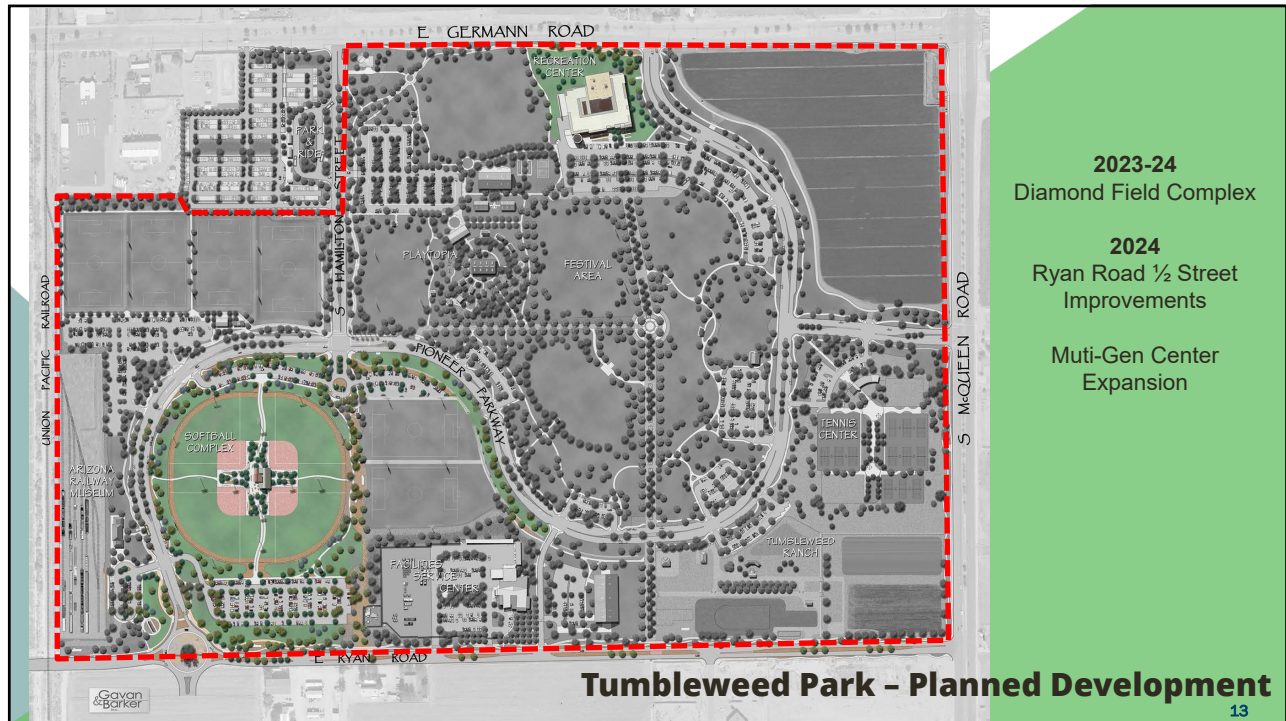 E GERMANN ROAD
RECREATION
CENTER
PARK
&
RIDE
S HAMILTON STREET
PLAYTOPIA
FESTIVAL
AREA
UNION PACIFIC RAILROAD
S McQUEEN ROAD
PIONEER PARKWAY
SOFTBALL
COMPLEX
TENNIS
CENTER
ARIZONA
RAILWAY
MUSEUM
TUMBLEWEED
RANCH
FACILITIES
SERVICE
CENTER
E RYAN ROAD
Gavan
&Barker
2023-24
Diamond Field Complex
2024
Ryan Road ½ Street
Improvements
Muti-Gen Center
Expansion
Tumbleweed Park – Planned Development
13